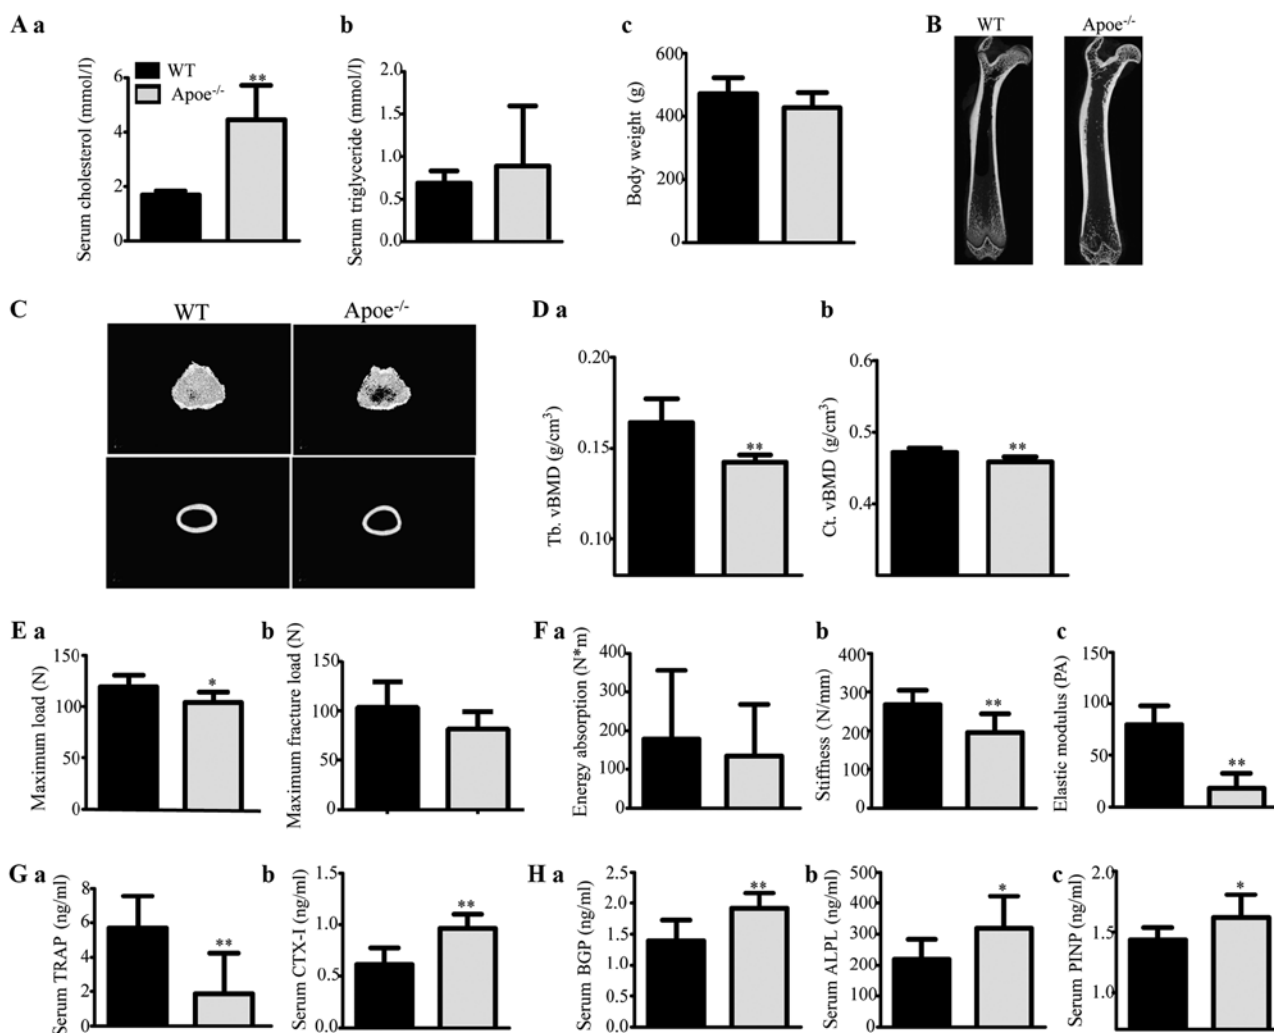 A a
b
c
B
WT
Apoe-/-
WT
Apoe-/-
Serum cholesterol (mmol/l)
6
4
2
0
**
Serum triglyceride (mmol/l)
2.0
1.5
1.0
0.5
0.0
Body weight (g)
600
400
200
0
C
WT
Apoe-/-
D a
b
Tb. vBMD (g/cm³)
0.20
0.15
0.10
**
Ct. vBMD (g/cm³)
0.6
0.5
0.4
**
E a
b
F a
b
c
Maximum load (N)
150
100
50
0
*
Maximum fracture load (N)
150
100
50
0
Energy absorption (N*m)
400
300
200
100
0
Stiffness (N/mm)
400
300
200
100
0
**
Elastic modulus (PA)
150
100
50
0
**
G a
b
H a
b
c
Serum TRAP (ng/ml)
8
6
4
2
0
**
Serum CTX-I (ng/ml)
1.5
1.0
0.5
0.0
**
Serum BGP (ng/ml)
2.5
2.0
1.5
1.0
0.5
0.0
**
Serum ALPL (ng/ml)
500
400
300
200
100
0
*
Serum PINP (ng/ml)
2.0
1.5
1.0
*